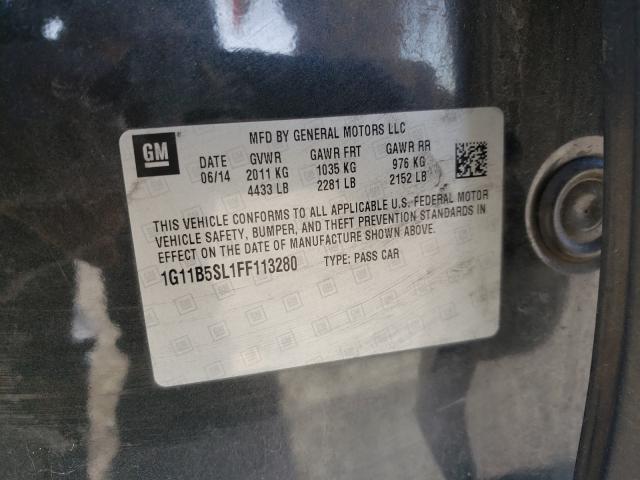 GM
MFD BY GENERAL MOTORS LLC
DATE GVWR GAWR FRT GAWR RR
06/14 2011 KG 1035 KG 976 KG
4433 LB 2281 LB 2152 LB
THIS VEHICLE CONFORMS TO ALL APPLICABLE U.S. FEDERAL MOTOR
VEHICLE SAFETY, BUMPER, AND THEFT PREVENTION STANDARDS IN
EFFECT ON THE DATE OF MANUFACTURE SHOWN ABOVE.
1G11B5SL1FF113280 TYPE: PASS CAR